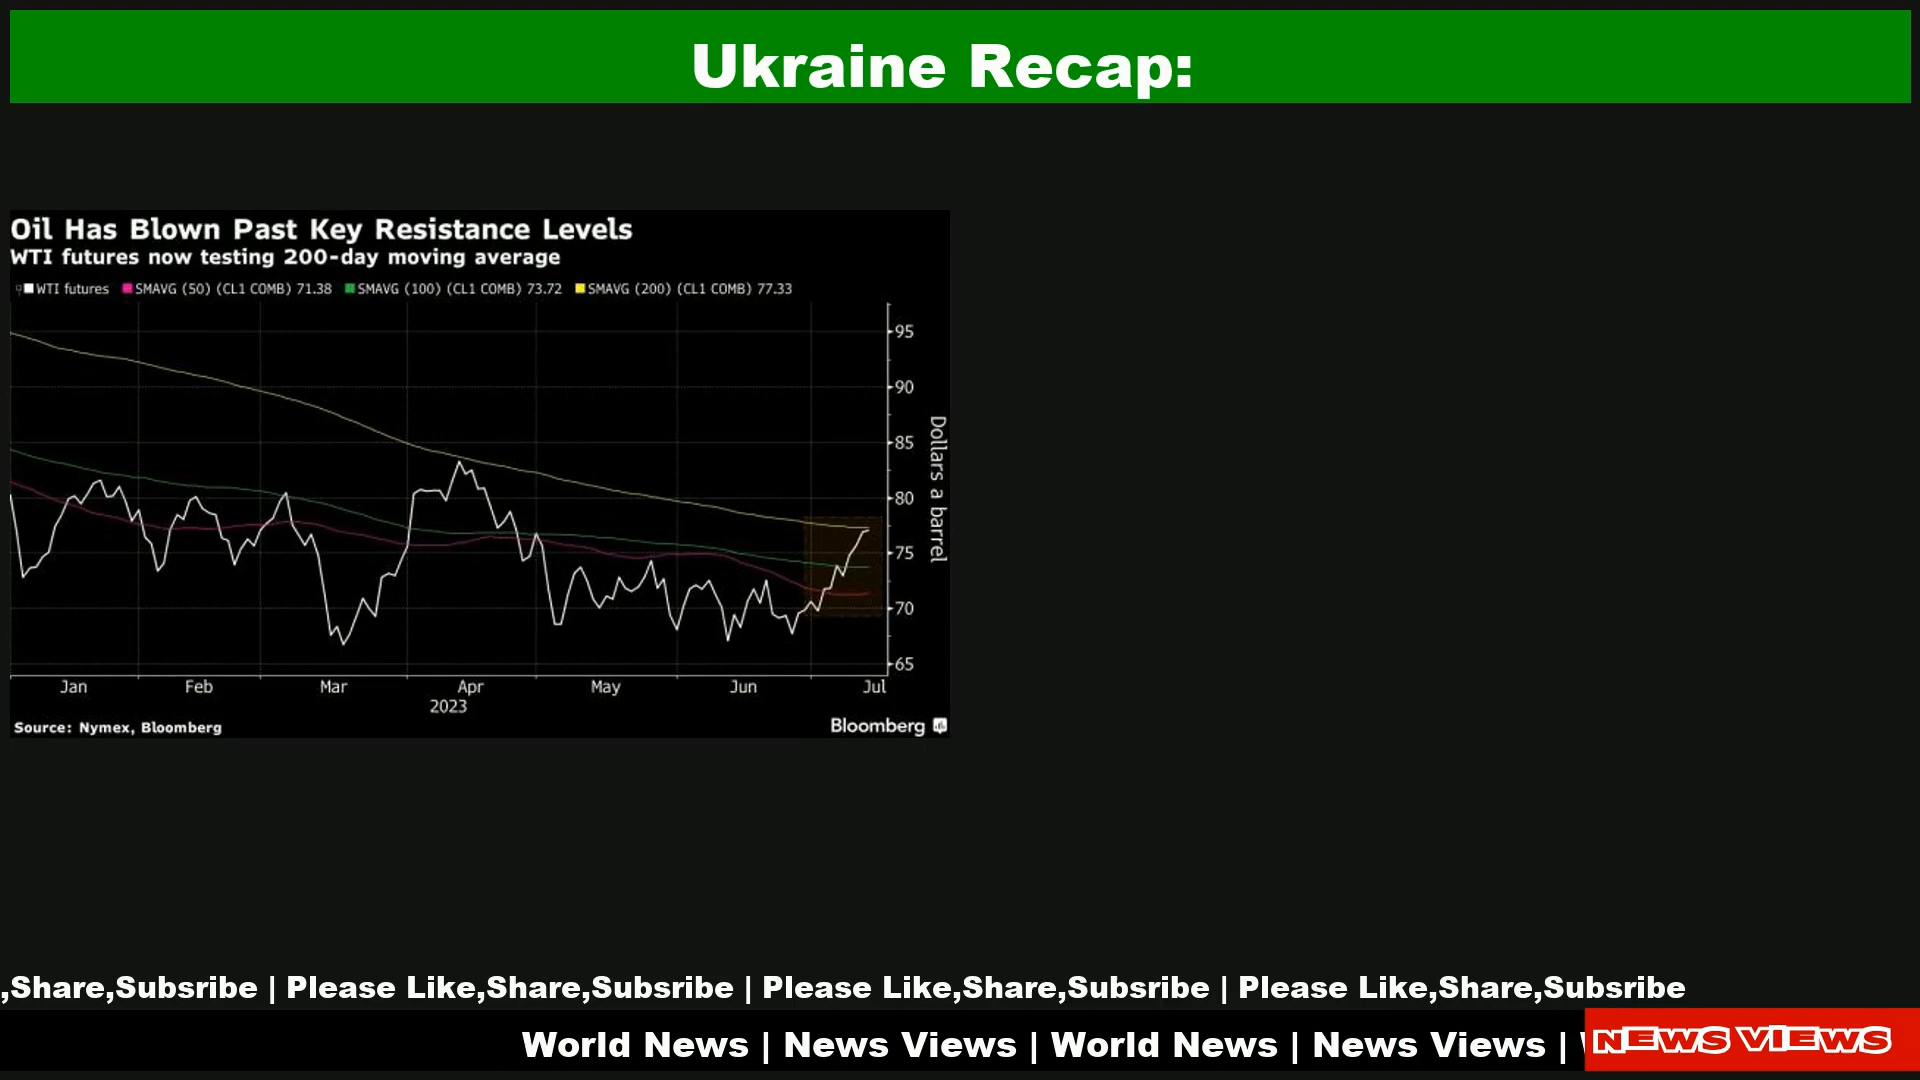 Ukraine Recap:
Oil Has Blown Past Key Resistance Levels
WTI futures now testing 200-day moving average
WTI futures SMAVG (50) (CL1 COMB) 71.38 SMAVG (100) (CL1 COMB) 73.72 SMAVG (200) (CL1 COMB) 77.33
95
90
85
80
75
70
65
Dollars a barrel
Jan Feb Mar Apr May Jun Jul
2023
Source: Nymex, Bloomberg
Bloomberg
,Share,Subsribe | Please Like,Share,Subsribe | Please Like,Share,Subsribe | Please Like,Share,Subsribe
World News | News Views | World News | News Views |
NEWS VIEWS